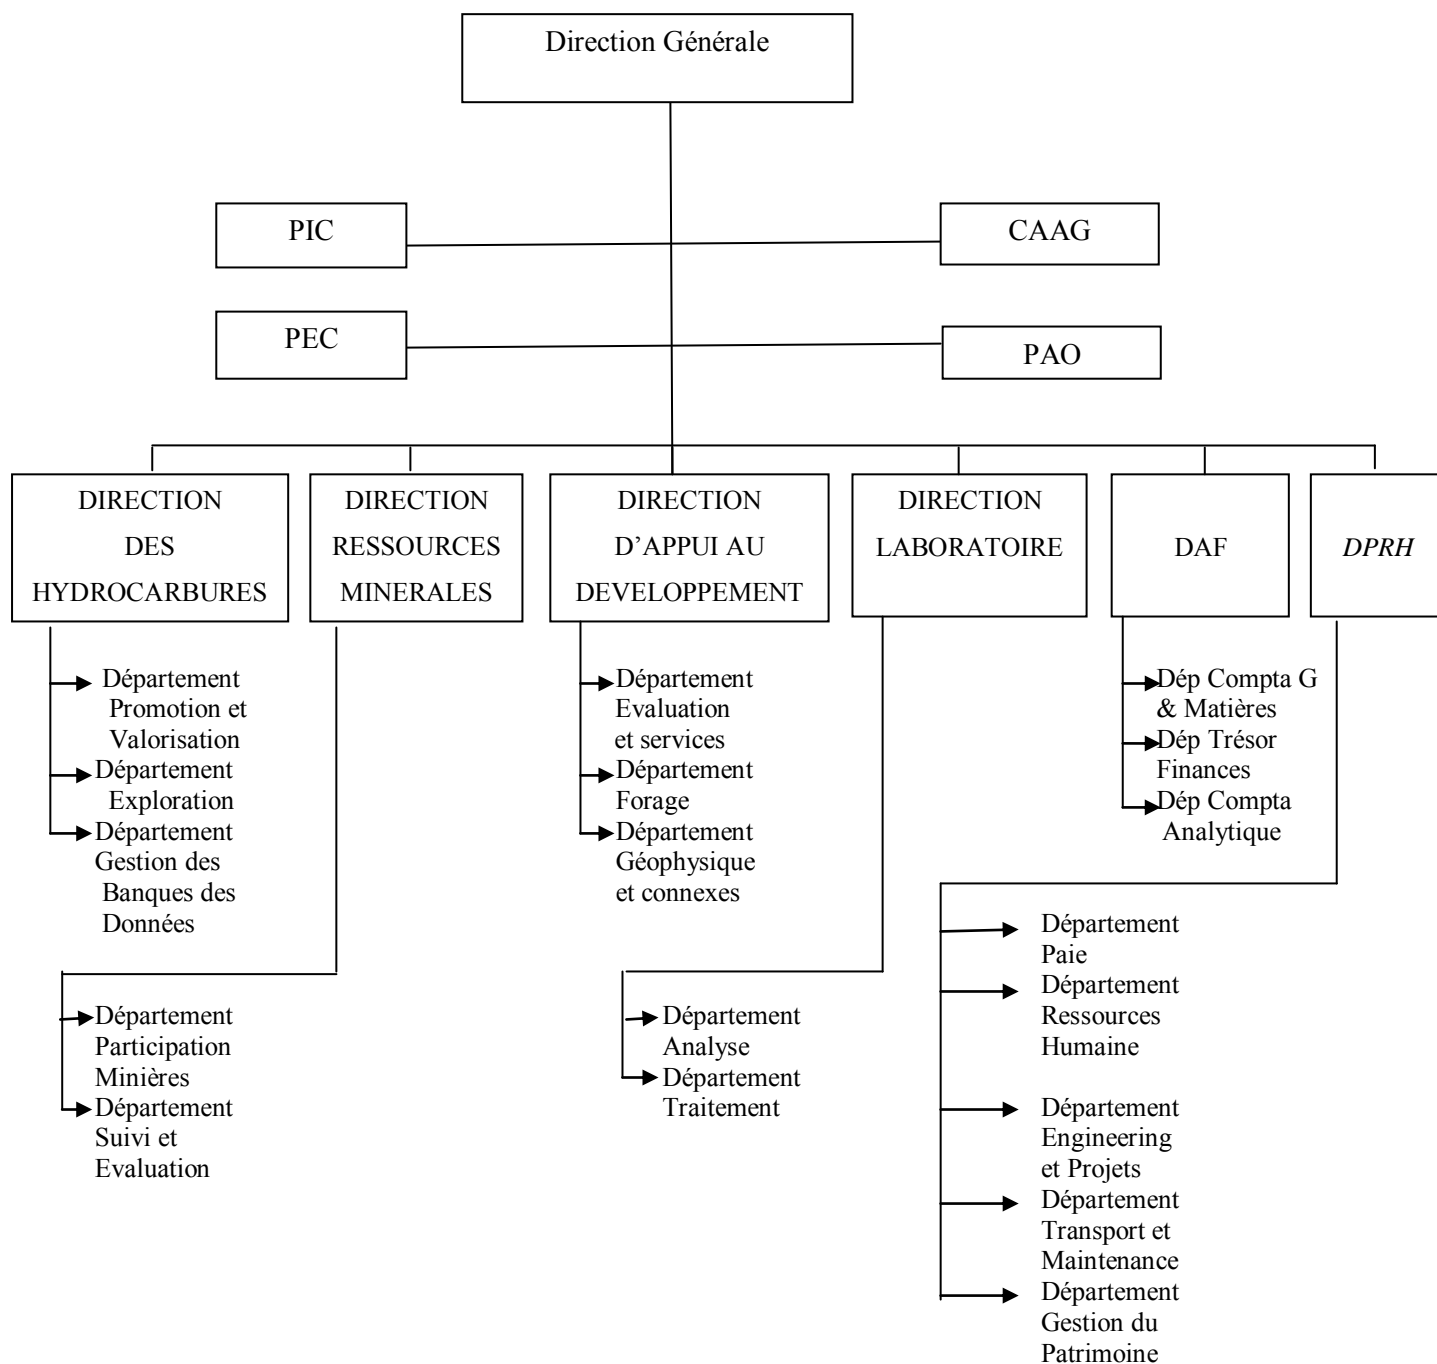 Direction Générale
PIC
CAAG
PEC
PAO
DIRECTION
DES
HYDROCARBURES
DIRECTION
RESSOURCES
MINERALES
DIRECTION
D’APPUI AU
DEVELOPPEMENT
DIRECTION
LABORATOIRE
DAF
DPRH
Département
Promotion et
Valorisation
Département
Exploration
Département
Gestion des
Banques des
Données
Département
Participation
Minières
Département
Suivi et
Evaluation
Département
Evaluation
et services
Département
Forage
Département
Géophysique
et connexes
Département
Analyse
Département
Traitement
Dép Compta G
& Matières
Dép Trésor
Finances
Dép Compta
Analytique
Département
Paie
Département
Ressources
Humaine
Département
Engineering
et Projets
Département
Transport et
Maintenance
Département
Gestion du
Patrimoine